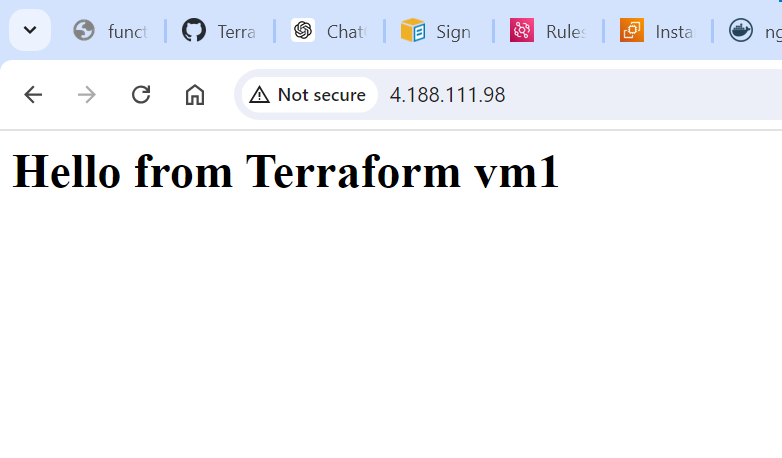 funct Terra Chat Sign Rules Insta ng
Not secure 4.188.111.98
Hello from Terraform vm1